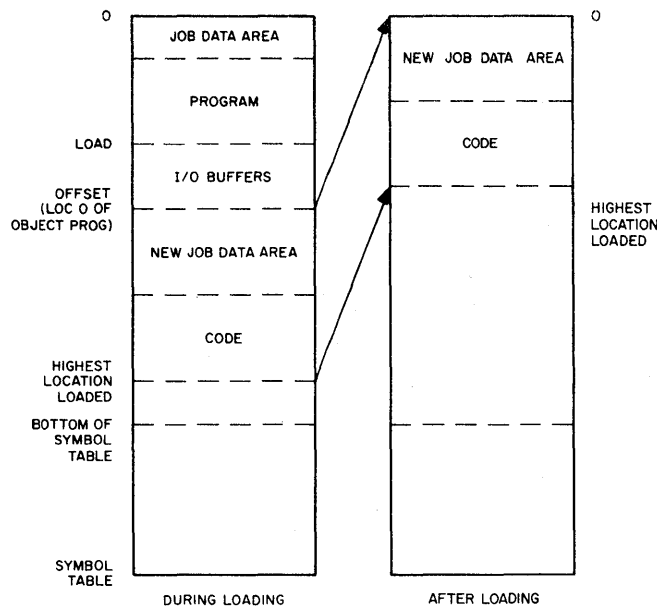 0
JOB DATA AREA
PROGRAM
LOAD
I/O BUFFERS
OFFSET
(LOC 0 OF
OBJECT PROG)
NEW JOB DATA AREA
CODE
HIGHEST
LOCATION
LOADED
BOTTOM OF
SYMBOL
TABLE
SYMBOL
TABLE
DURING LOADING
0
NEW JOB DATA AREA
CODE
HIGHEST
LOCATION
LOADED
AFTER LOADING